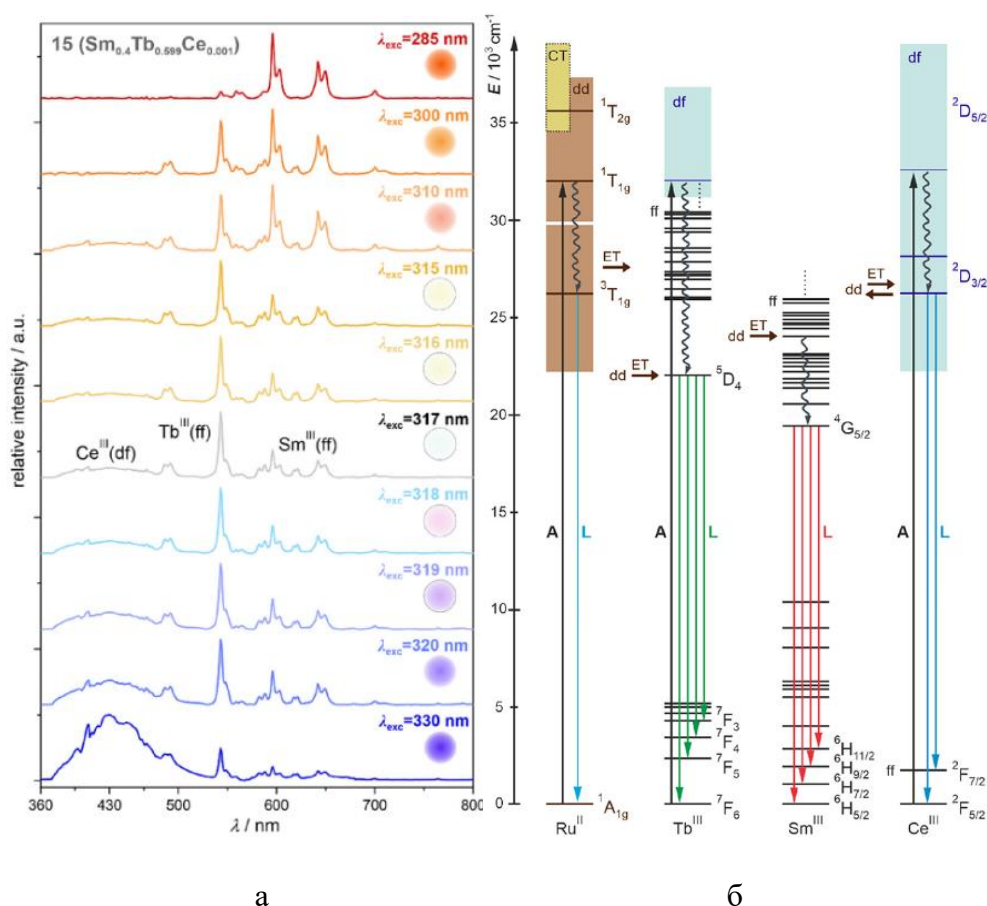 15 (Sm0.4Tb0.599Ce0.001)
λexc=285 nm
λexc=300 nm
λexc=310 nm
λexc=315 nm
λexc=316 nm
λexc=317 nm
λexc=318 nm
λexc=319 nm
λexc=320 nm
λexc=330 nm
CeIII(df)
TbIII(ff)
SmIII(ff)
relative intensity / a.u.
360 430 500 600 700 800
λ / nm
E / 10³ cm⁻¹
35
30
25
20
15
10
5
0
CT
dd
1T2g
1T1g
3T1g
A
L
1A1g
RuII
df
ff
ET
dd
5D4
A
L
7F3
7F4
7F5
7F6
TbIII
ff
ET
dd
4G5/2
L
6H11/2
6H9/2
6H7/2
6H5/2
SmIII
df
2D5/2
ET
dd
2D3/2
A
L
ff
2F7/2
2F5/2
CeIII
а
б